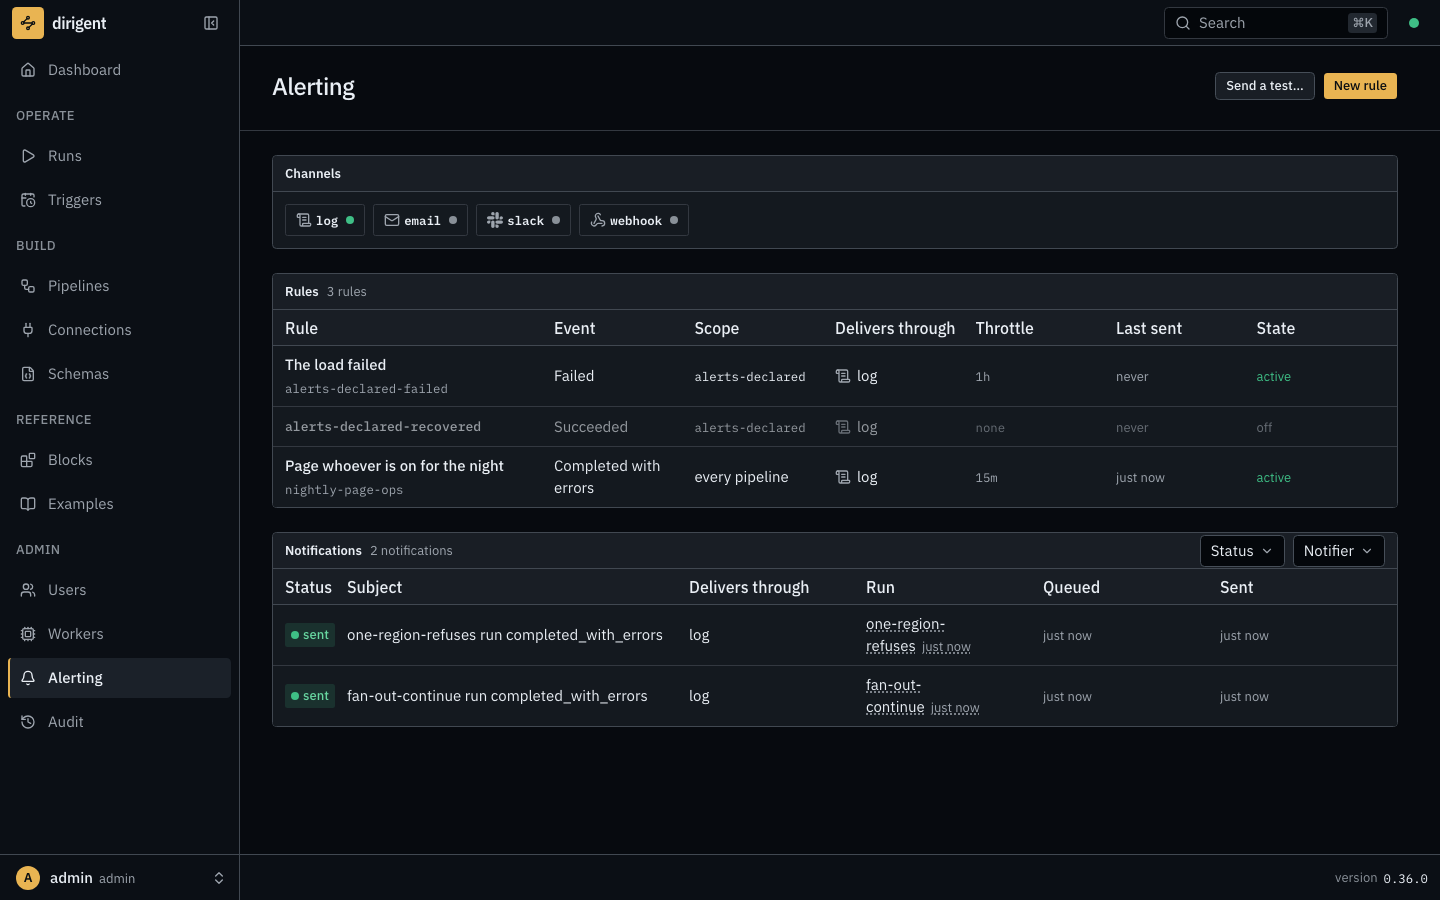 dirigent
Search ⌘K
Dashboard
OPERATE
Runs
Triggers
BUILD
Pipelines
Connections
Schemas
REFERENCE
Blocks
Examples
ADMIN
Users
Workers
Alerting
Audit
A admin admin
Alerting
Send a test... New rule
Channels
log email slack webhook
Rules 3 rules
Rule Event Scope Delivers through Throttle Last sent State
The load failed
alerts-declared-failed
Failed alerts-declared log 1h never active
alerts-declared-recovered Succeeded alerts-declared log none never off
Page whoever is on for the night
nightly-page-ops
Completed with
errors
every pipeline log 15m just now active
Notifications 2 notifications Status Notifier
Status Subject Delivers through Run Queued Sent
sent one-region-refuses run completed_with_errors log
one-region-
refuses just now
just now just now
sent fan-out-continue run completed_with_errors log
fan-out-
continue just now
just now just now
version 0.36.0